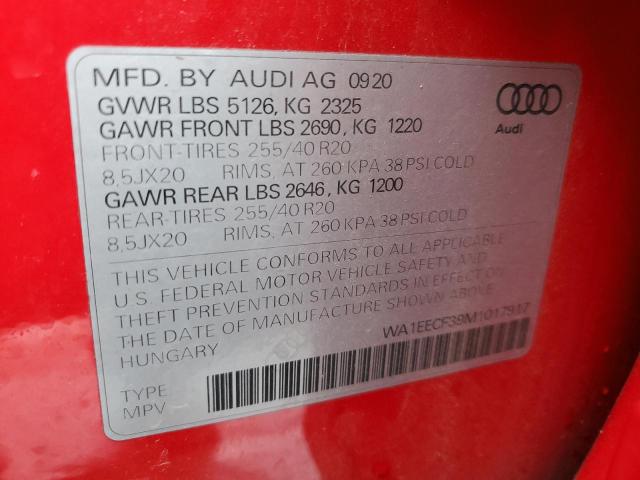 MFD. BY AUDI AG 0920
GVWR LBS 5126, KG 2325
GAWR FRONT LBS 2690, KG 1220
FRONT-TIRES 255/40 R20
8,5JX20 RIMS, AT 260 KPA 38 PSI COLD
GAWR REAR LBS 2646, KG 1200
REAR-TIRES 255/40 R20
8,5JX20 RIMS, AT 260 KPA 38 PSI COLD
Audi
THIS VEHICLE CONFORMS TO ALL APPLICABLE
U.S. FEDERAL MOTOR VEHICLE SAFETY AND
THEFT PREVENTION STANDARDS IN EFFECT ON
THE DATE OF MANUFACTURE SHOWN ABOVE.
HUNGARY
WA1EECF39M1017917
TYPE
MPV